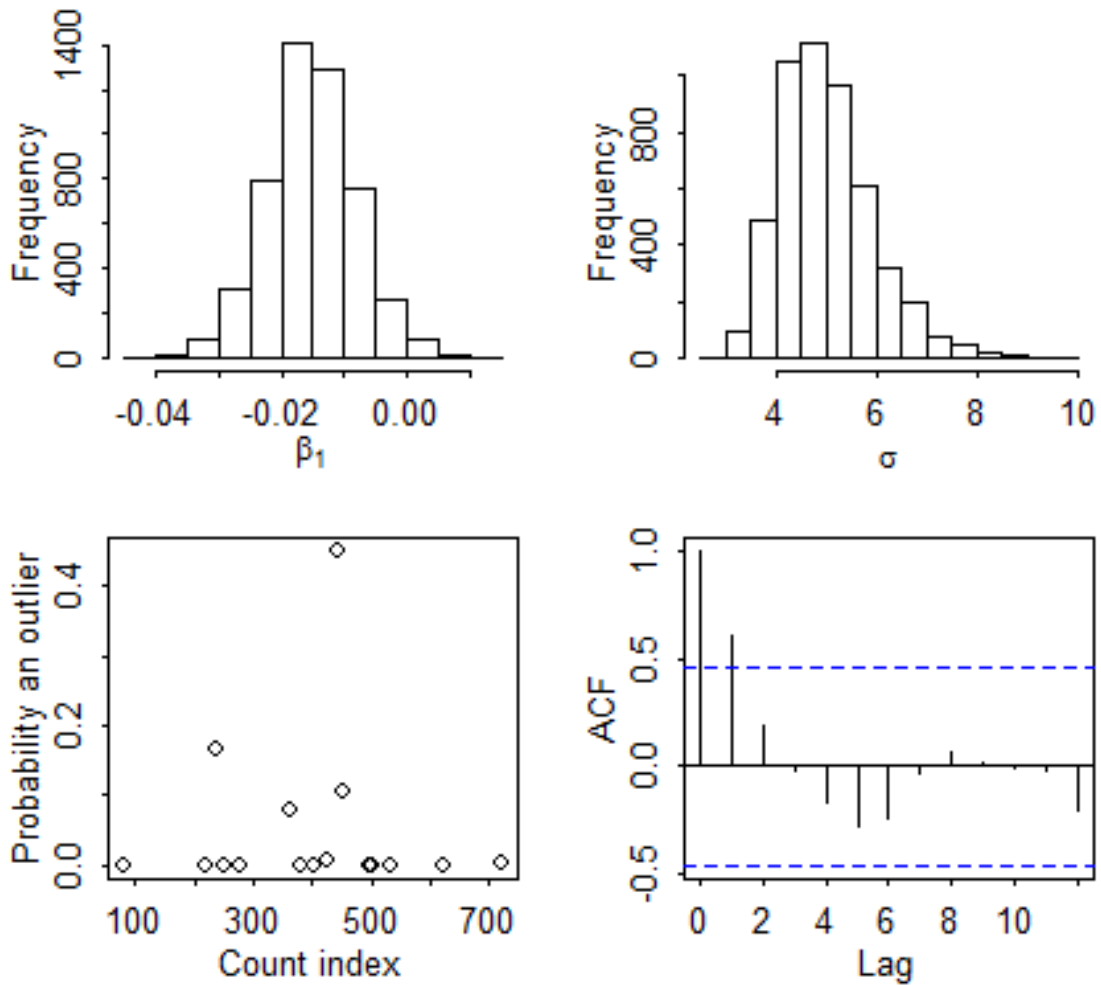 Frequency
0 400 800 1400
-0.04 -0.02 0.00
β₁
Frequency
0 400 800
4 6 8 10
σ
Probability an outlier
0.0 0.2 0.4
100 300 500 700
Count index
ACF
-0.5 0.0 0.5 1.0
0 2 4 6 8 10
Lag